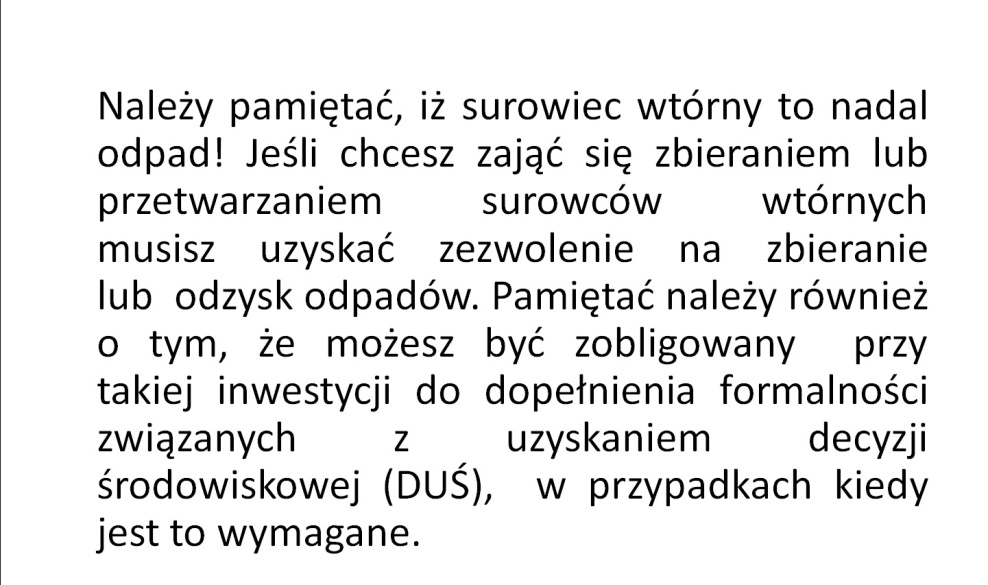 Należy pamiętać, iż surowiec wtórny to nadal
odpad! Jeśli chcesz zająć się zbieraniem lub
przetwarzaniem surowców wtórnych
musisz uzyskać zezwolenie na zbieranie
lub odzysk odpadów. Pamiętać należy również
o tym, że możesz być zobligowany przy
takiej inwestycji do dopełnienia formalności
związanych z uzyskaniem decyzji
środowiskowej (DUŚ), w przypadkach kiedy
jest to wymagane.